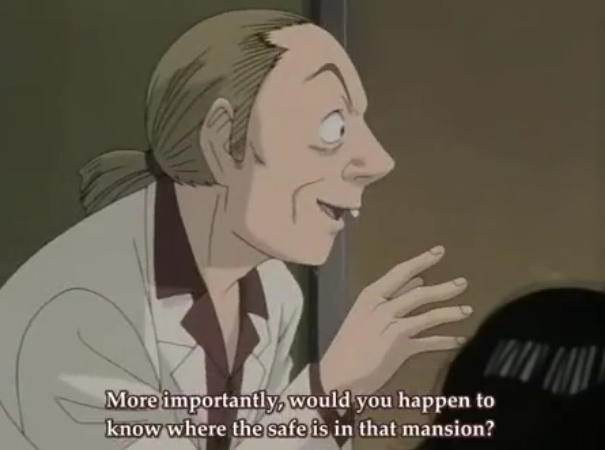 More importantly, would you happen to
know where the safe is in that mansion?